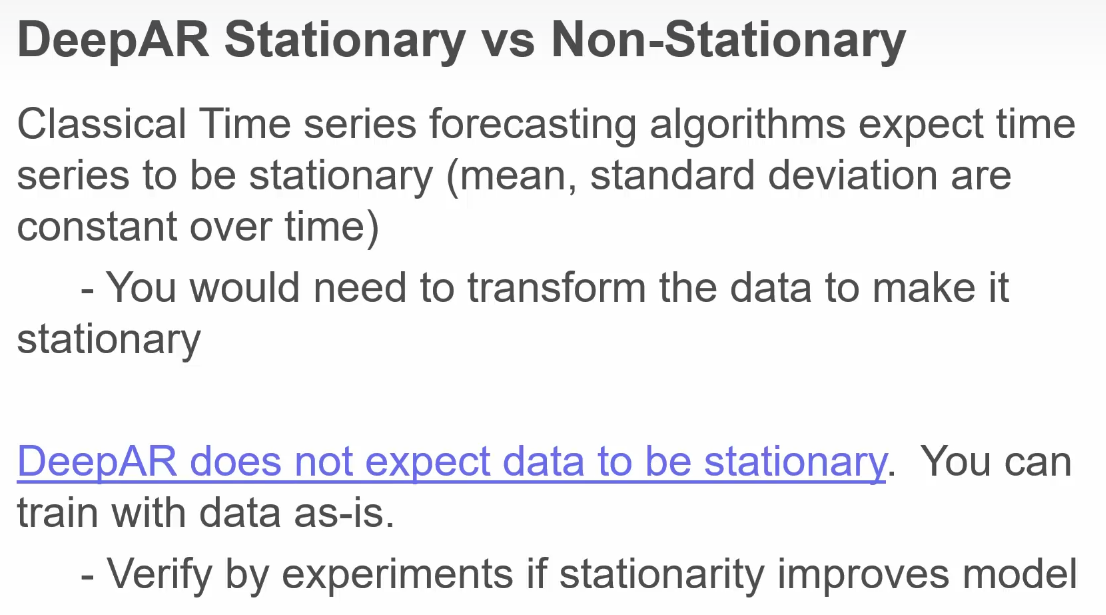 DeepAR Stationary vs Non-Stationary
Classical Time series forecasting algorithms expect time
series to be stationary (mean, standard deviation are
constant over time)
- You would need to transform the data to make it
stationary
DeepAR does not expect data to be stationary. You can
train with data as-is.
- Verify by experiments if stationarity improves model